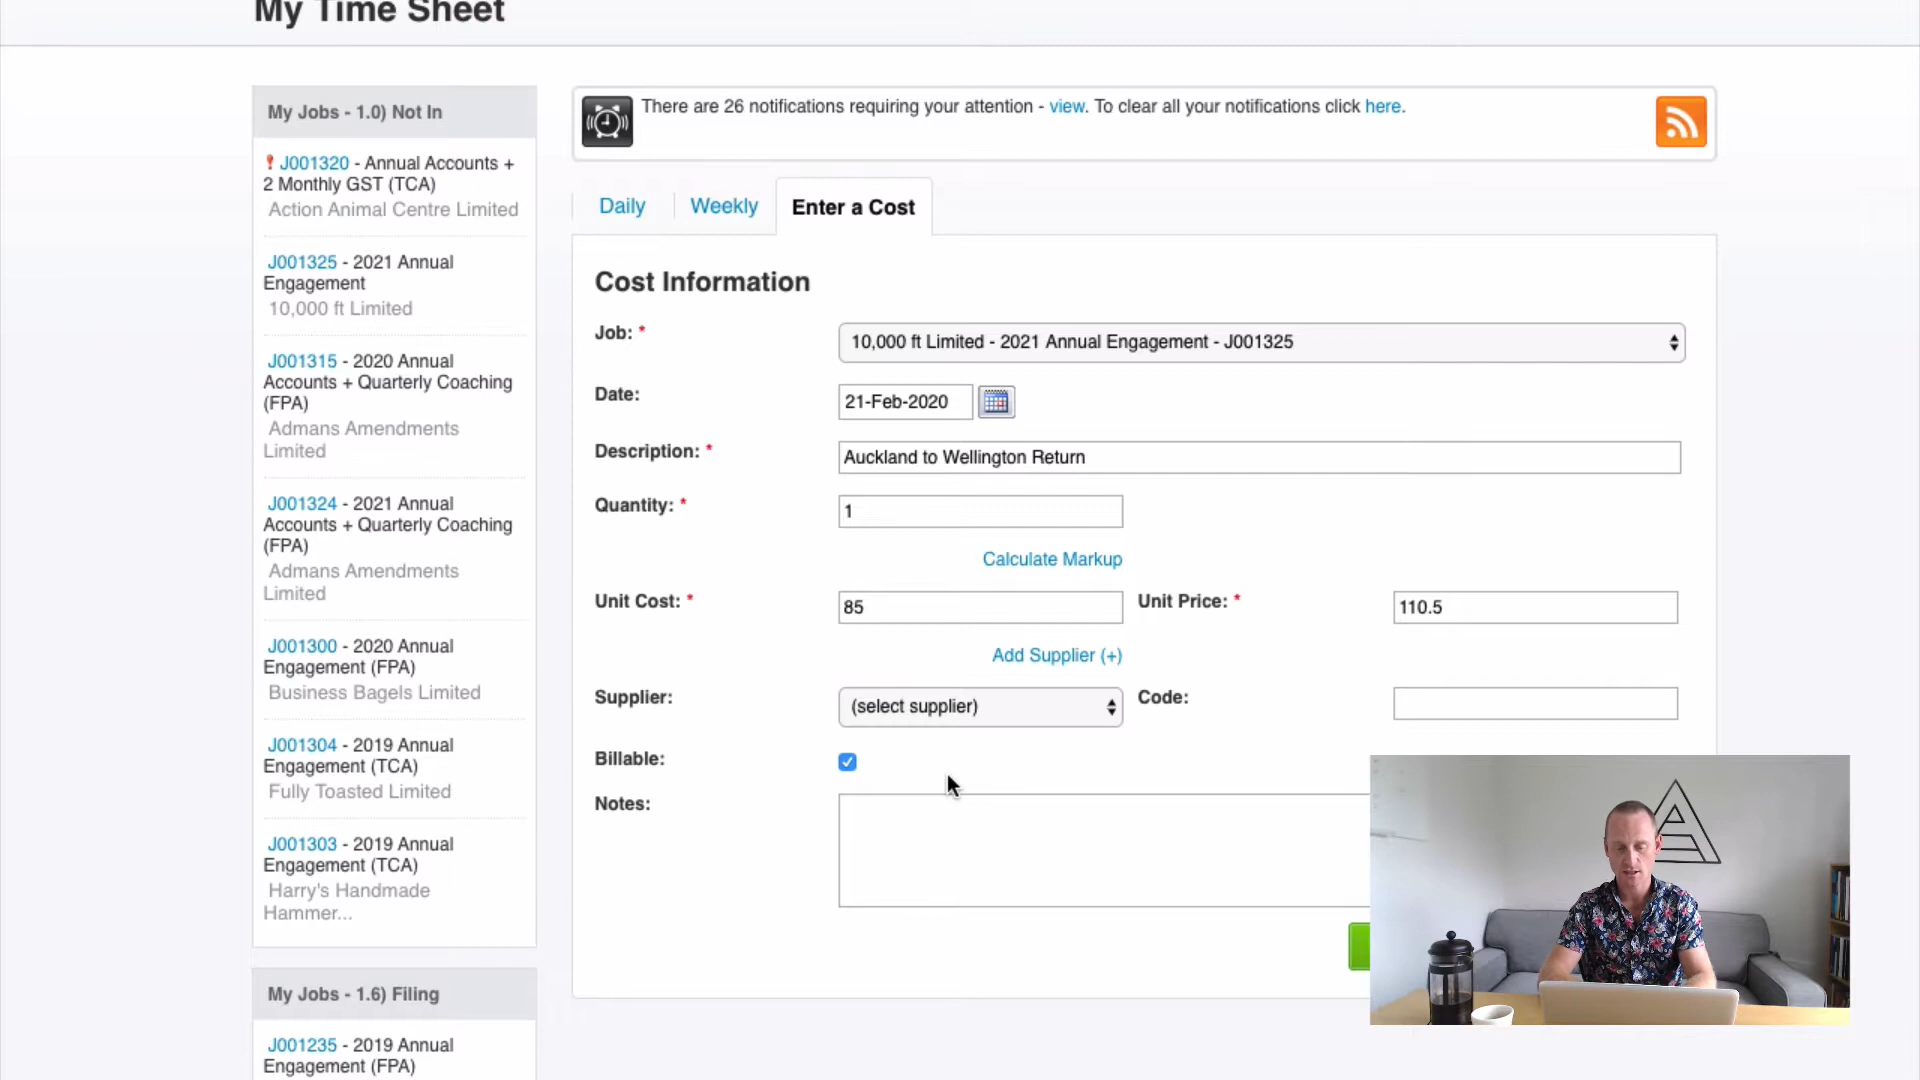 My Time Sheet
My Jobs - 1.0) Not In
J001320 - Annual Accounts +
2 Monthly GST (TCA)
Action Animal Centre Limited
J001325 - 2021 Annual
Engagement
10,000 ft Limited
J001315 - 2020 Annual
Accounts + Quarterly Coaching
(FPA)
Admans Amendments
Limited
J001324 - 2021 Annual
Accounts + Quarterly Coaching
(FPA)
Admans Amendments
Limited
J001300 - 2020 Annual
Engagement (FPA)
Business Bagels Limited
J001304 - 2019 Annual
Engagement (TCA)
Fully Toasted Limited
J001303 - 2019 Annual
Engagement (TCA)
Harry's Handmade
Hammer...
My Jobs - 1.6) Filing
J001235 - 2019 Annual
Engagement (FPA)
There are 26 notifications requiring your attention - view. To clear all your notifications click here.
Daily Weekly Enter a Cost
Cost Information
Job: * 10,000 ft Limited - 2021 Annual Engagement - J001325
Date: 21-Feb-2020
Description: * Auckland to Wellington Return
Quantity: * 1
Calculate Markup
Unit Cost: * 85 Unit Price: * 110.5
Add Supplier (+)
Supplier: (select supplier) Code:
Billable:
Notes: